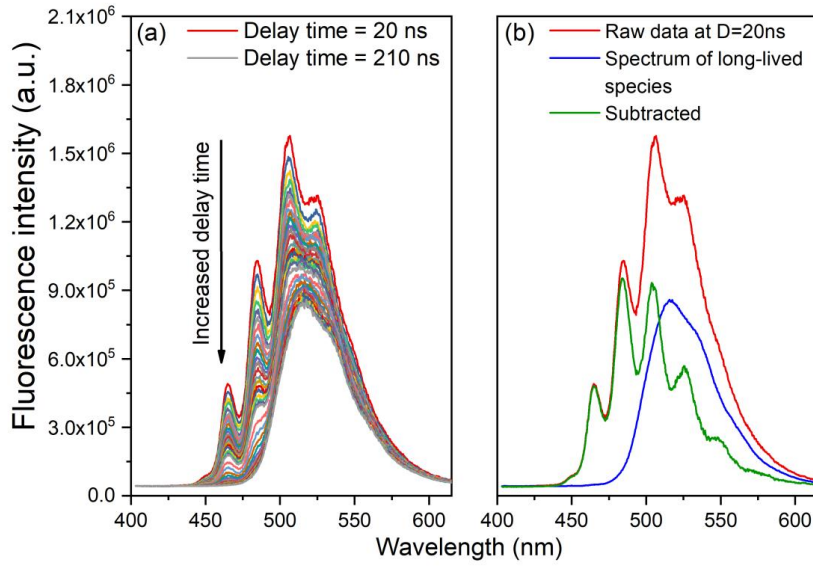 (a)
Delay time = 20 ns
Delay time = 210 ns
Increased delay time
Fluorescence intensity (a.u.)
2.1x10⁶
1.8x10⁶
1.5x10⁶
1.2x10⁶
9.0x10⁵
6.0x10⁵
3.0x10⁵
0.0
400 450 500 550 600
(b)
Raw data at D=20ns
Spectrum of long-lived
species
Subtracted
400 450 500 550 600
Wavelength (nm)